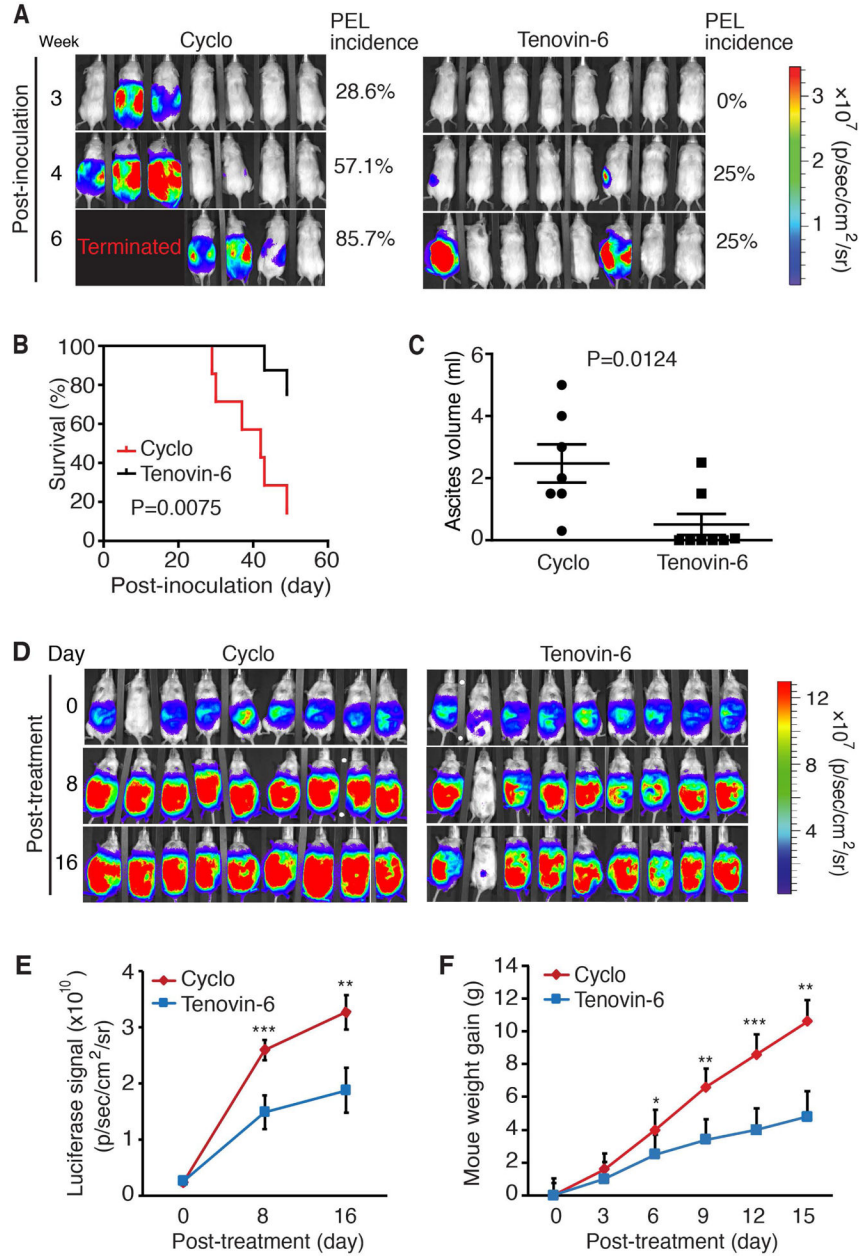 A
Week
Cyclo
PEL
incidence
Tenovin-6
PEL
incidence
Post-inoculation
3
28.6%
0%
4
57.1%
25%
6
Terminated
85.7%
25%
3
2
1
×10⁷ (p/sec/cm²/sr)
B
Survival (%)
100
80
60
40
20
0
Cyclo
Tenovin-6
P=0.0075
0
20
40
60
Post-inoculation (day)
C
Ascites volume (ml)
6
4
2
0
P=0.0124
Cyclo
Tenovin-6
D
Day
Cyclo
Tenovin-6
Post-treatment
0
8
16
12
8
4
×10⁷ (p/sec/cm²/sr)
E
Luciferase signal (x10¹⁰)
(p/sec/cm²/sr)
4
3
2
1
0
Cyclo
Tenovin-6
***
**
0
8
16
Post-treatment (day)
F
Moue weight gain (g)
14
12
10
8
6
4
2
0
Cyclo
Tenovin-6
*
**
***
**
0
3
6
9
12
15
Post-treatment (day)